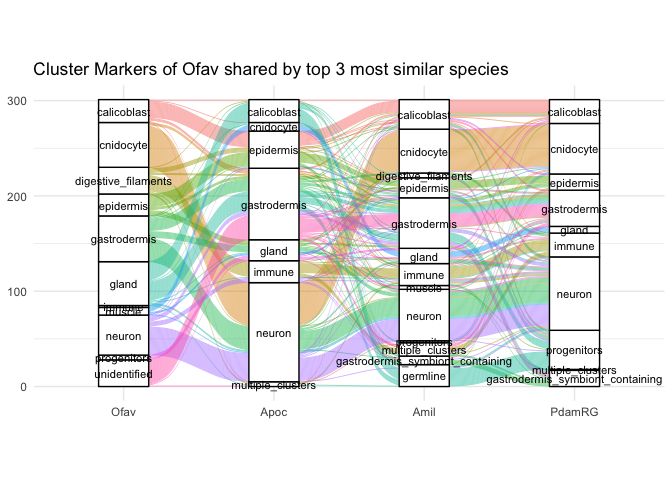 Cluster Markers of Ofav shared by top 3 most similar species
300
200
100
0
calicoblast
cnidocyte
digestive_filaments
epidermis
gastrodermis
gland
immune
muscle
neuron
progenitors
unidentified
calicoblast
cnidocyte
epidermis
gastrodermis
gland
immune
neuron
multiple_clusters
calicoblast
cnidocyte
digestive_filaments
epidermis
gastrodermis
gland
immune
muscle
neuron
progenitors
multiple_clusters
gastrodermis_symbiont_containing
germline
calicoblast
cnidocyte
epidermis
gastrodermis
gland
immune
neuron
progenitors
multiple_clusters
gastrodermis_symbiont_containing
Ofav Apoc Amil PdamRG